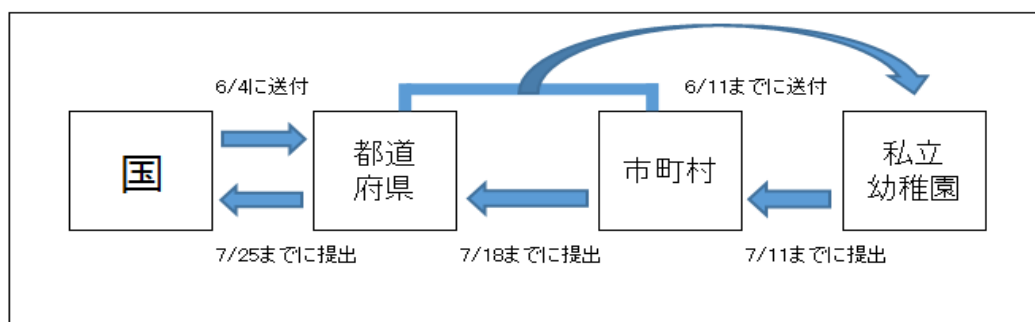 6/4に送付
6/11までに送付
国
都道
府県
市町村
私立
幼稚園
7/25までに提出
7/18までに提出
7/11までに提出